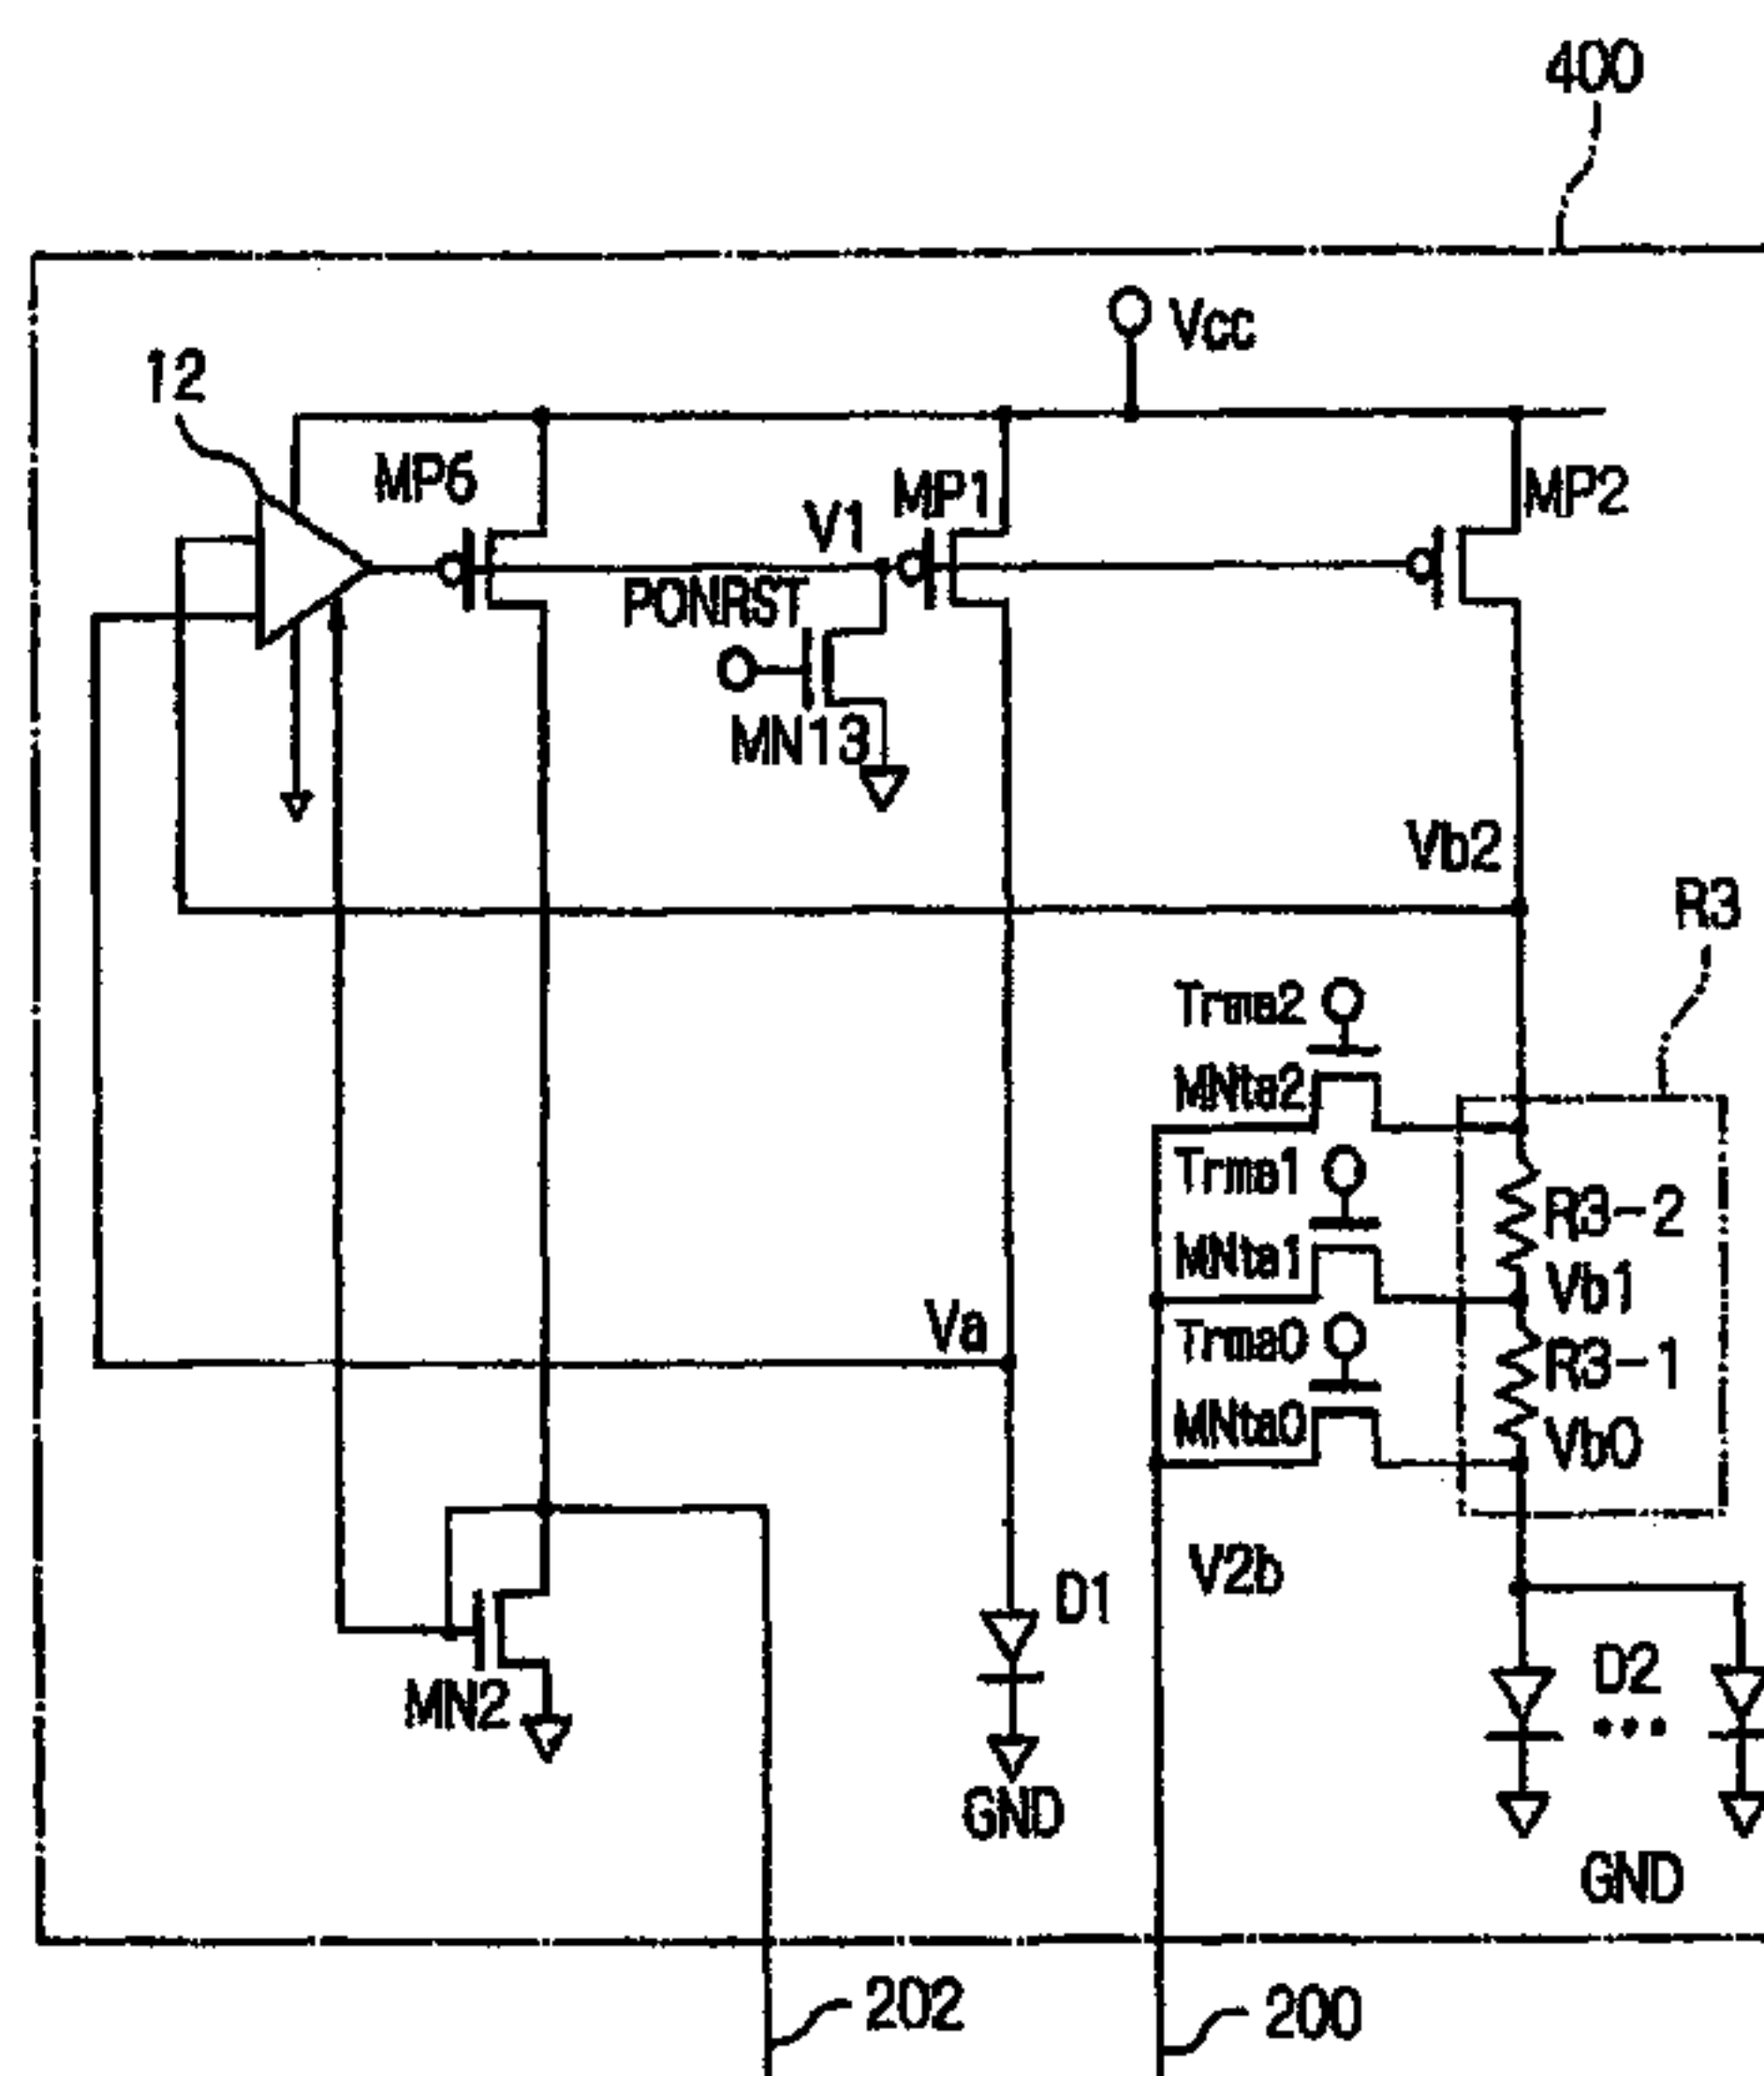 400
Vcc
12
MP6
V1
MP1
MP2
PONRST
MN13
Vb2
R3
Trma2
MNta2
Trma1
R3-2
MNta1
Vb1
Va
Trma0
R3-1
MNta0
Vb0
V2b
D1
D2
MN2
GND
GND
202
200